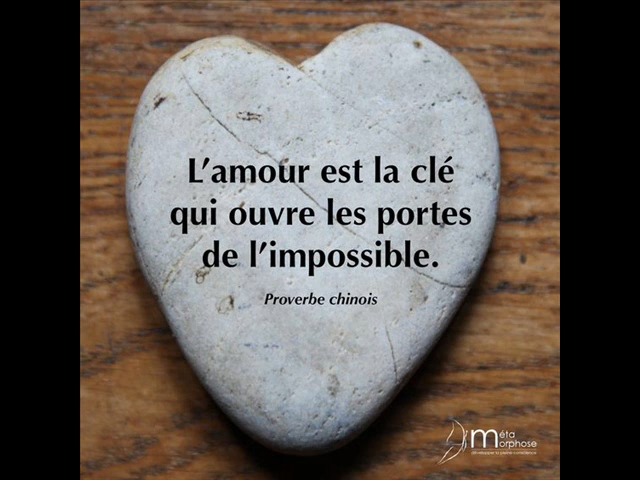 L’amour est la clé
qui ouvre les portes
de l’impossible.
Proverbe chinois
méta
morphose